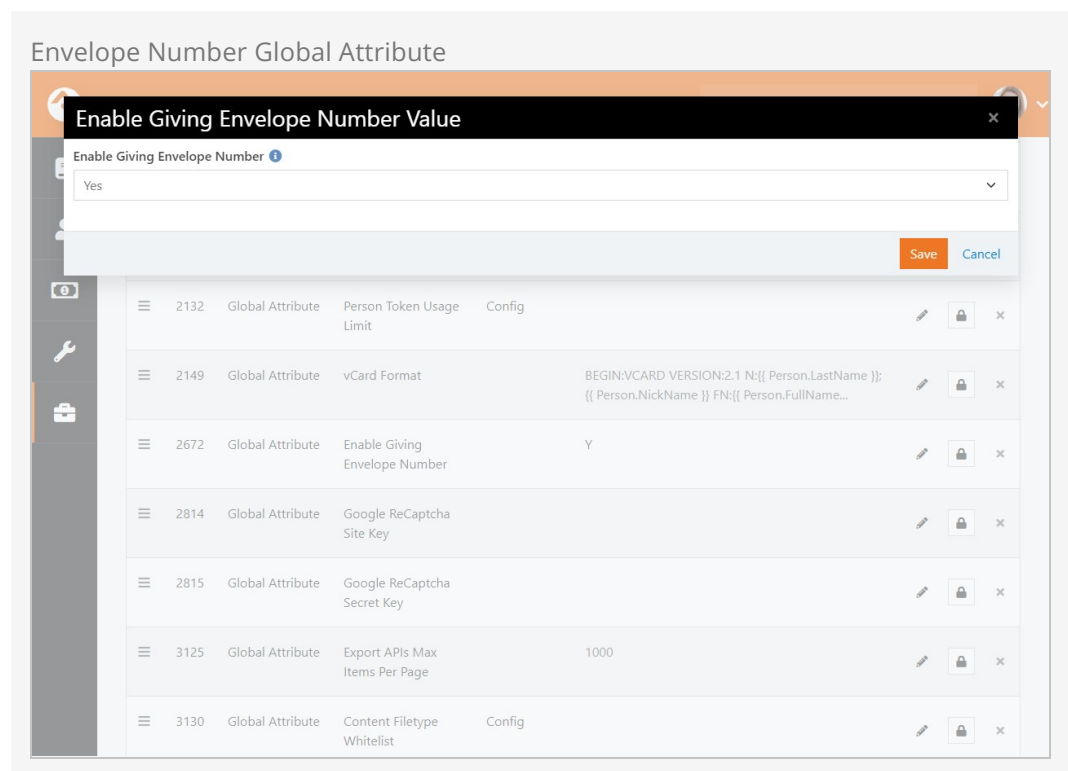 Envelope Number Global Attribute
Enable Giving Envelope Number Value
Enable Giving Envelope Number
Yes
Save Cancel
2132 Global Attribute Person Token Usage Config
Limit
2149 Global Attribute vCard Format BEGIN:VCARD VERSION:2.1 N:{{ Person.LastName }};
{{ Person.NickName }} FN:{{ Person.FullName...
2672 Global Attribute Enable Giving Y
Envelope Number
2814 Global Attribute Google ReCaptcha
Site Key
2815 Global Attribute Google ReCaptcha
Secret Key
3125 Global Attribute Export APIs Max 1000
Items Per Page
3130 Global Attribute Content Filetype Config
Whitelist